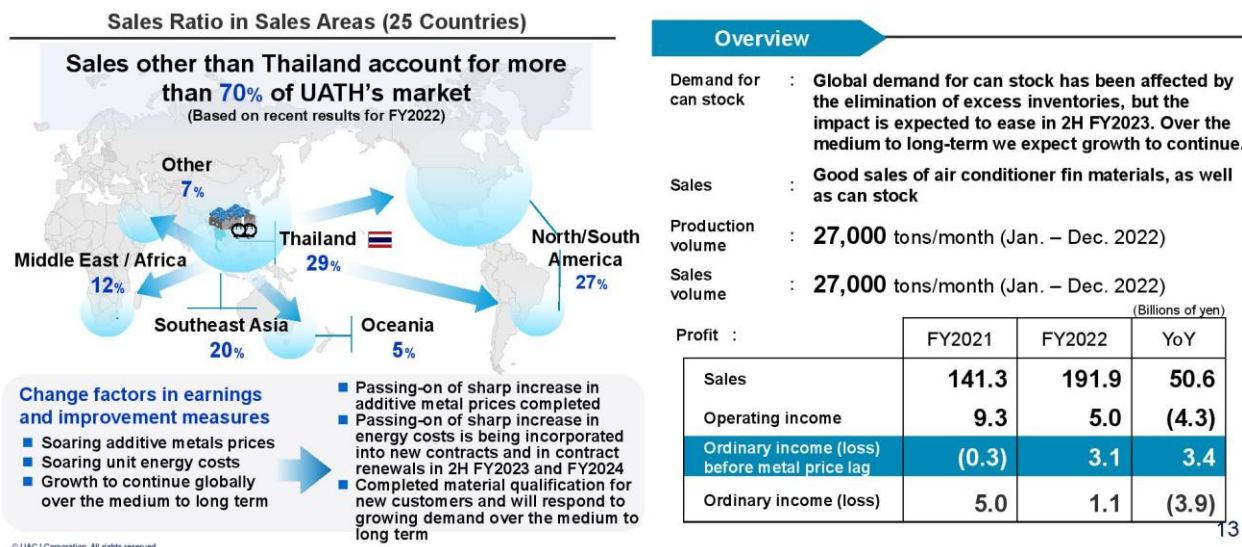 Sales Ratio in Sales Areas (25 Countries)
Sales other than Thailand account for more
than 70% of UATH's market
(Based on recent results for FY2022)
Other
7%
Thailand
29%
North/South
America
27%
Middle East / Africa
12%
Southeast Asia
20%
Oceania
5%
Change factors in earnings
and improvement measures
■ Soaring additive metals prices
■ Soaring unit energy costs
■ Growth to continue globally
over the medium to long term
■ Passing-on of sharp increase in
additive metal prices completed
■ Passing-on of sharp increase in
energy costs is being incorporated
into new contracts and in contract
renewals in 2H FY2023 and FY2024
■ Completed material qualification for
new customers and will respond to
growing demand over the medium to
long term
© UACJ Corporation. All rights reserved.
Overview
Demand for
can stock
: Global demand for can stock has been affected by
the elimination of excess inventories, but the
impact is expected to ease in 2H FY2023. Over the
medium to long-term we expect growth to continue.
Sales : Good sales of air conditioner fin materials, as well
as can stock
Production
volume : 27,000 tons/month (Jan. – Dec. 2022)
Sales
volume : 27,000 tons/month (Jan. – Dec. 2022)
(Billions of yen)
Profit :
FY2021 FY2022 YoY
Sales 141.3 191.9 50.6
Operating income 9.3 5.0 (4.3)
Ordinary income (loss)
before metal price lag (0.3) 3.1 3.4
Ordinary income (loss) 5.0 1.1 (3.9)
13